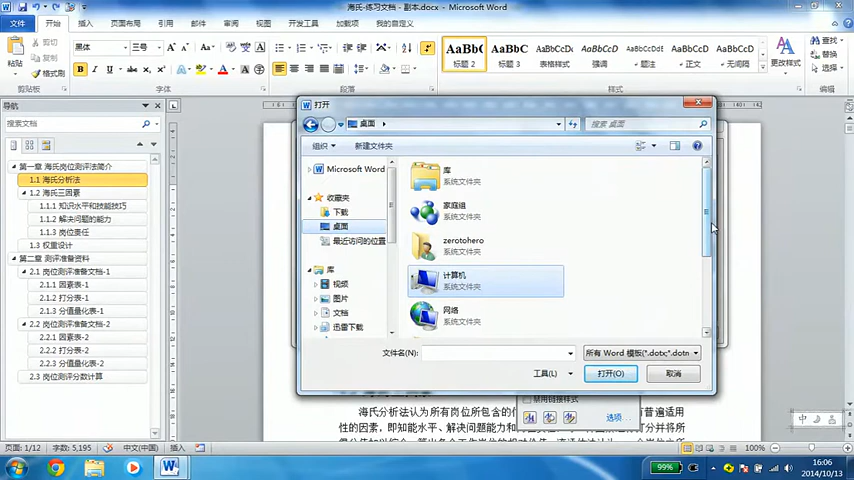 海氏-练习文档 - 副本.docx - Microsoft Word
文件 开始 插入 页面布局 引用 邮件 审阅 视图 开发工具 加载项 我的自定义
粘贴
剪切
复制
格式刷
黑体
三号
AaBb(
标题 2
AaBb
标题 3
AaBbCcDc
表格样式
AaBbCcD
强调
AaBbCcDc
题注
AaBbCcDc
正文
AaBbCcDc
副标题
更改样式
查找
替换
选择
剪贴板 字体 段落 样式 编辑
导航
搜索文档
第一章 海氏岗位测评法简介
1.1 海氏分析法
1.2 海氏三因素
1.1.1 知识水平和技能技巧
1.1.2 解决问题的能力
1.1.3 岗位责任
1.3 权重设计
第二章 测评准备资料
2.1 岗位测评准备文档-1
2.1.1 因素表-1
2.1.2 打分表-1
2.1.3 分值量化表-1
2.2 岗位测评准备文档-2
2.2.1 因素表-2
2.2.2 打分表-2
2.2.3 分值量化表-2
2.3 岗位测评分数计算
打开
桌面
搜索 桌面
组织 新建文件夹
Microsoft Word
收藏夹
下载
桌面
最近访问的位置
库
视频
图片
文档
迅雷下载
库
系统文件夹
家庭组
系统文件夹
zerotohero
系统文件夹
计算机
系统文件夹
网络
系统文件夹
文件名(N):
所有 Word 模板(*.dotx;*.dotn
工具(L)
打开(O)
取消
禁用链接样式
选项...
海氏分析法认为所有岗位所包含的
有普遍适用
性的因素，即知能水平、解决问题能力和
页面: 1/12 字数: 5,195 中文(中国) 插入
100%
99%
16:06
2014/10/13